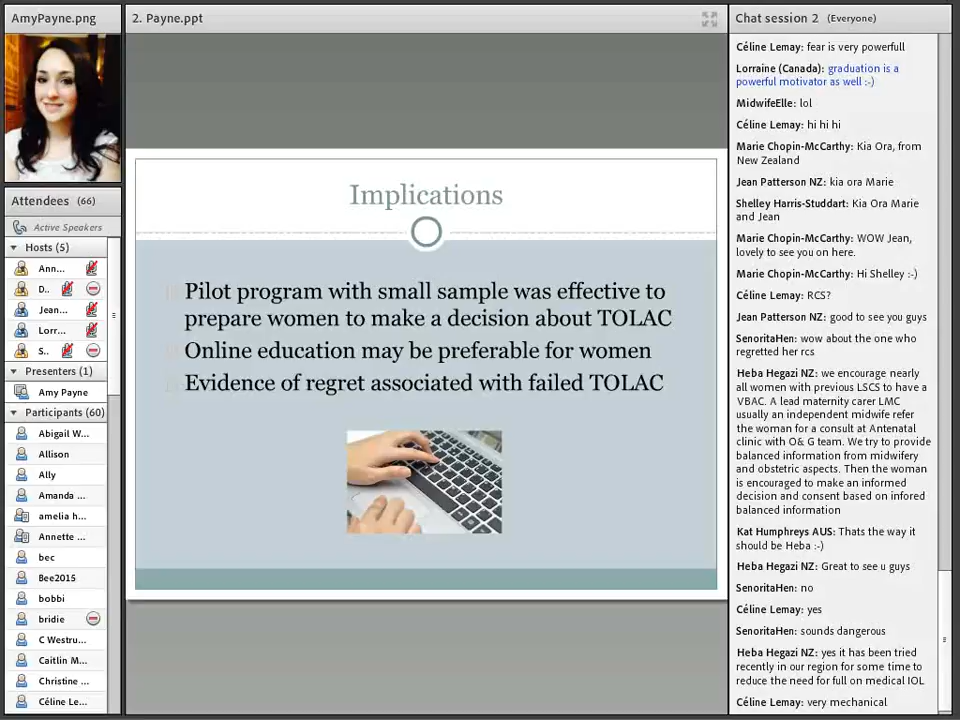 AmyPayne.png
Attendees (66)
Active Speakers
Hosts (5)
Ann...
D..
Jean...
Lorr...
S..
Presenters (1)
Amy Payne
Participants (60)
Abigail W...
Allison
Ally
Amanda ...
amelia h...
Annette ...
bec
Bee2015
bobbi
bridie
C Westru...
Caitlin M...
Christine ...
Céline Le...
2. Payne.ppt
Implications
Pilot program with small sample was effective to
prepare women to make a decision about TOLAC
Online education may be preferable for women
Evidence of regret associated with failed TOLAC
Chat session 2 (Everyone)
Céline Lemay: fear is very powerfull
Lorraine (Canada): graduation is a
powerful motivator as well :-)
MidwifeElle: lol
Céline Lemay: hi hi hi
Marie Chopin-McCarthy: Kia Ora, from
New Zealand
Jean Patterson NZ: kia ora Marie
Shelley Harris-Studdart: Kia Ora Marie
and Jean
Marie Chopin-McCarthy: WOW Jean,
lovely to see you on here.
Marie Chopin-McCarthy: Hi Shelley :-)
Céline Lemay: RCS?
Jean Patterson NZ: good to see you guys
SenoritaHen: wow about the one who
regretted her rcs
Heba Hegazi NZ: we encourage nearly
all women with previous LSCS to have a
VBAC. A lead maternity carer LMC
usually an independent midwife refer
the woman for a consult at Antenatal
clinic with O& G team. We try to provide
balanced information from midwifery
and obstetric aspects. Then the woman
is encouraged to make an informed
decision and consent based on infored
balanced information
Kat Humphreys AUS: Thats the way it
should be Heba :-)
Heba Hegazi NZ: Great to see u guys
SenoritaHen: no
Céline Lemay: yes
SenoritaHen: sounds dangerous
Heba Hegazi NZ: yes it has been tried
recently in our region for some time to
reduce the need for full on medical IOL
Céline Lemay: very mechanical